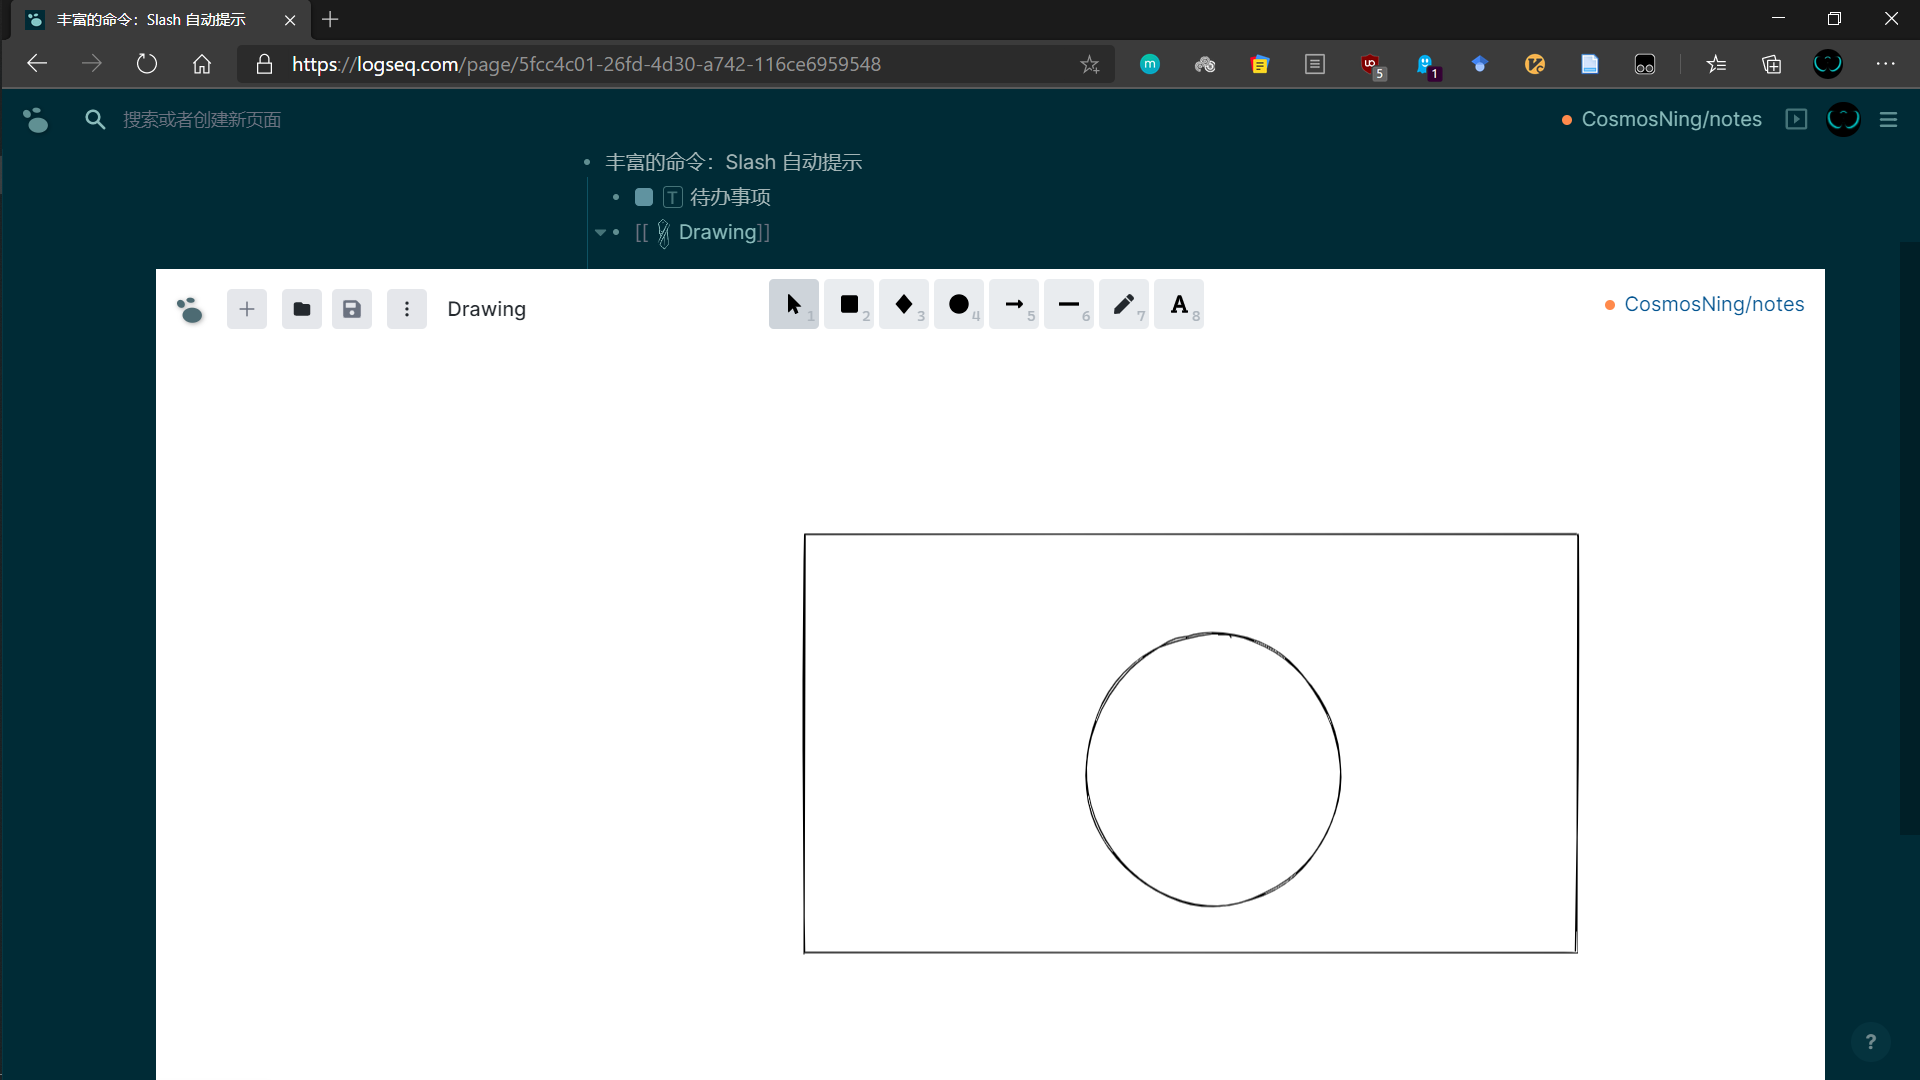 丰富的命令：Slash 自动提示
https://logseq.com/page/5fcc4c01-26fd-4d30-a742-116ce6959548
m
5
1
搜索或者创建新页面
CosmosNing/notes
丰富的命令：Slash 自动提示
T 待办事项
[[ Drawing]]
Drawing
1
2
3
4
5
6
7
A 8
CosmosNing/notes
?